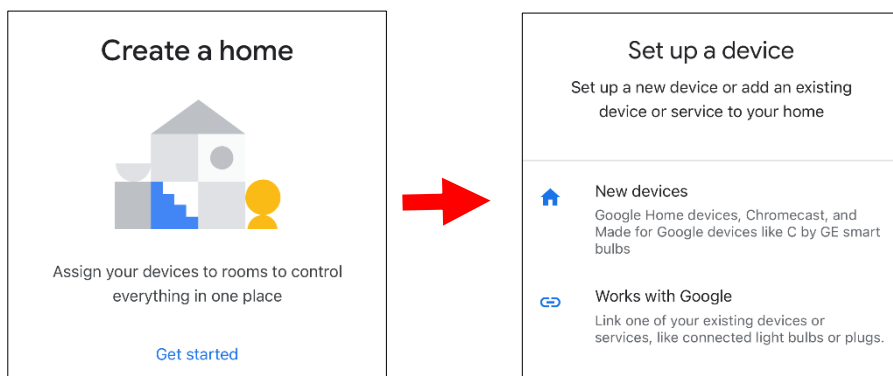 Create a home
Assign your devices to rooms to control
everything in one place
Get started
Set up a device
Set up a new device or add an existing
device or service to your home
New devices
Google Home devices, Chromecast, and
Made for Google devices like C by GE smart
bulbs
Works with Google
Link one of your existing devices or
services, like connected light bulbs or plugs.